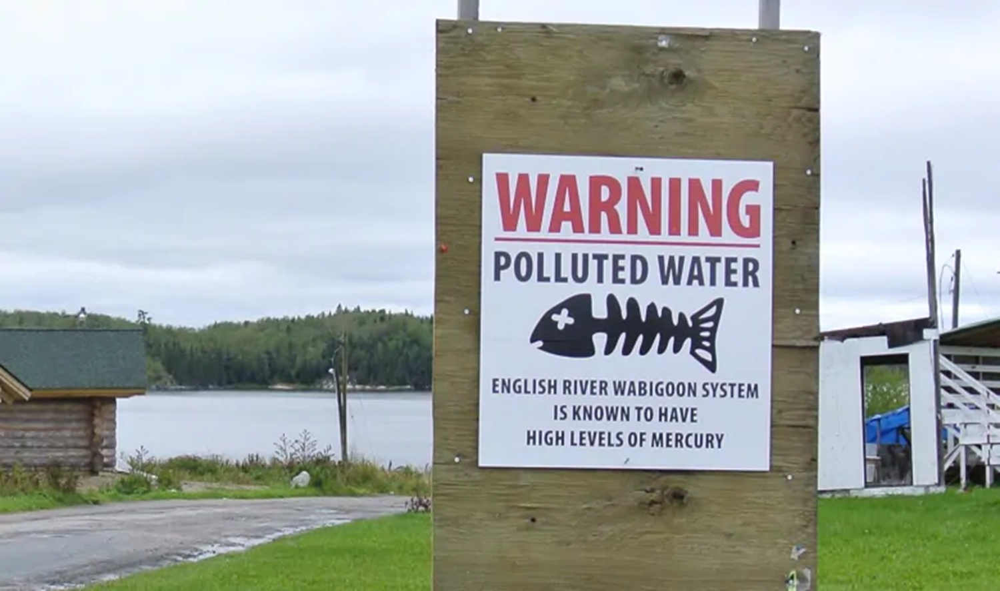 WARNING
POLLUTED WATER
ENGLISH RIVER WABIGOON SYSTEM
IS KNOWN TO HAVE
HIGH LEVELS OF MERCURY